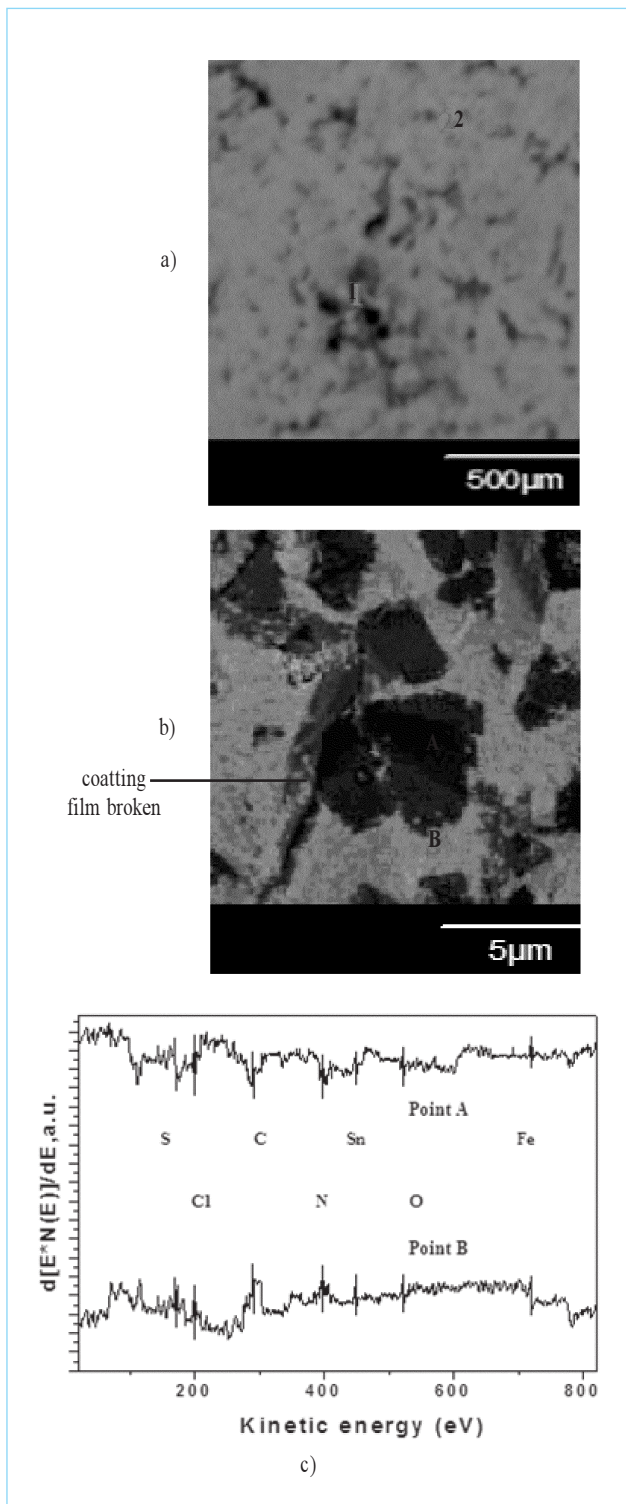 2
a)
1
500µm
b)
A
coatting
film broken
B
5µm
d[E*N(E)]/dE,a.u.
Point A
S C Sn Fe
Cl N O
Point B
200 400 600 800
Kinetic energy (eV)
c)